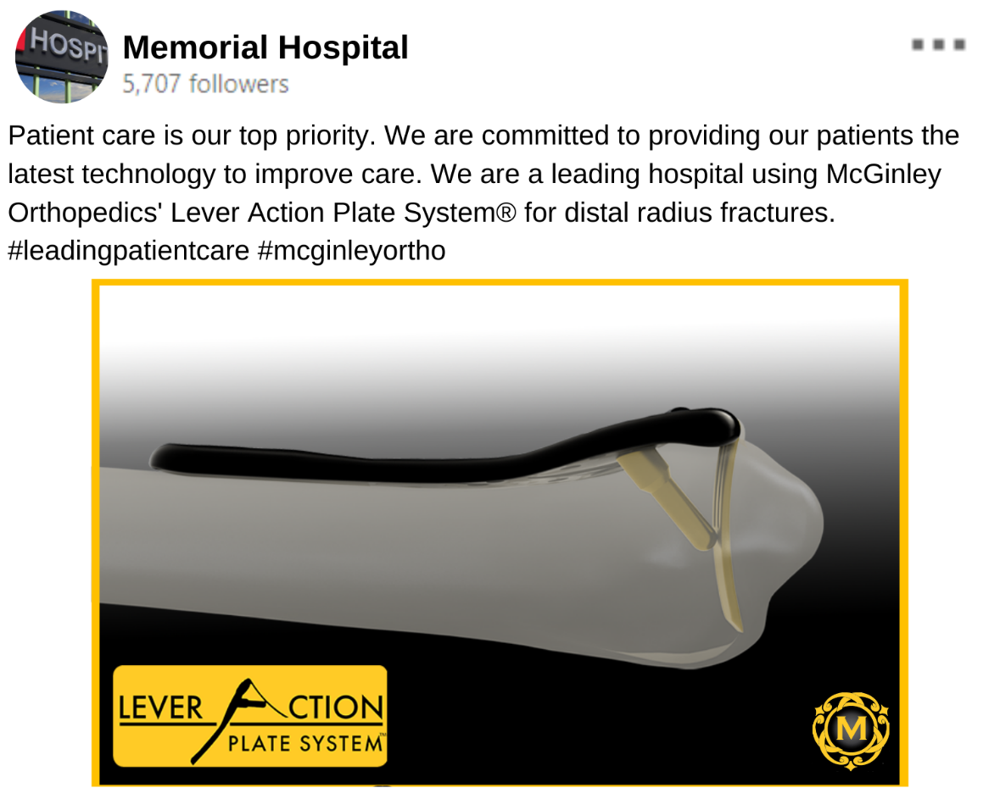 HOSPI
Memorial Hospital
5,707 followers
Patient care is our top priority. We are committed to providing our patients the
latest technology to improve care. We are a leading hospital using McGinley
Orthopedics' Lever Action Plate System® for distal radius fractures.
#leadingpatientcare #mcginleyortho
LEVER ACTION
PLATE SYSTEM™
M